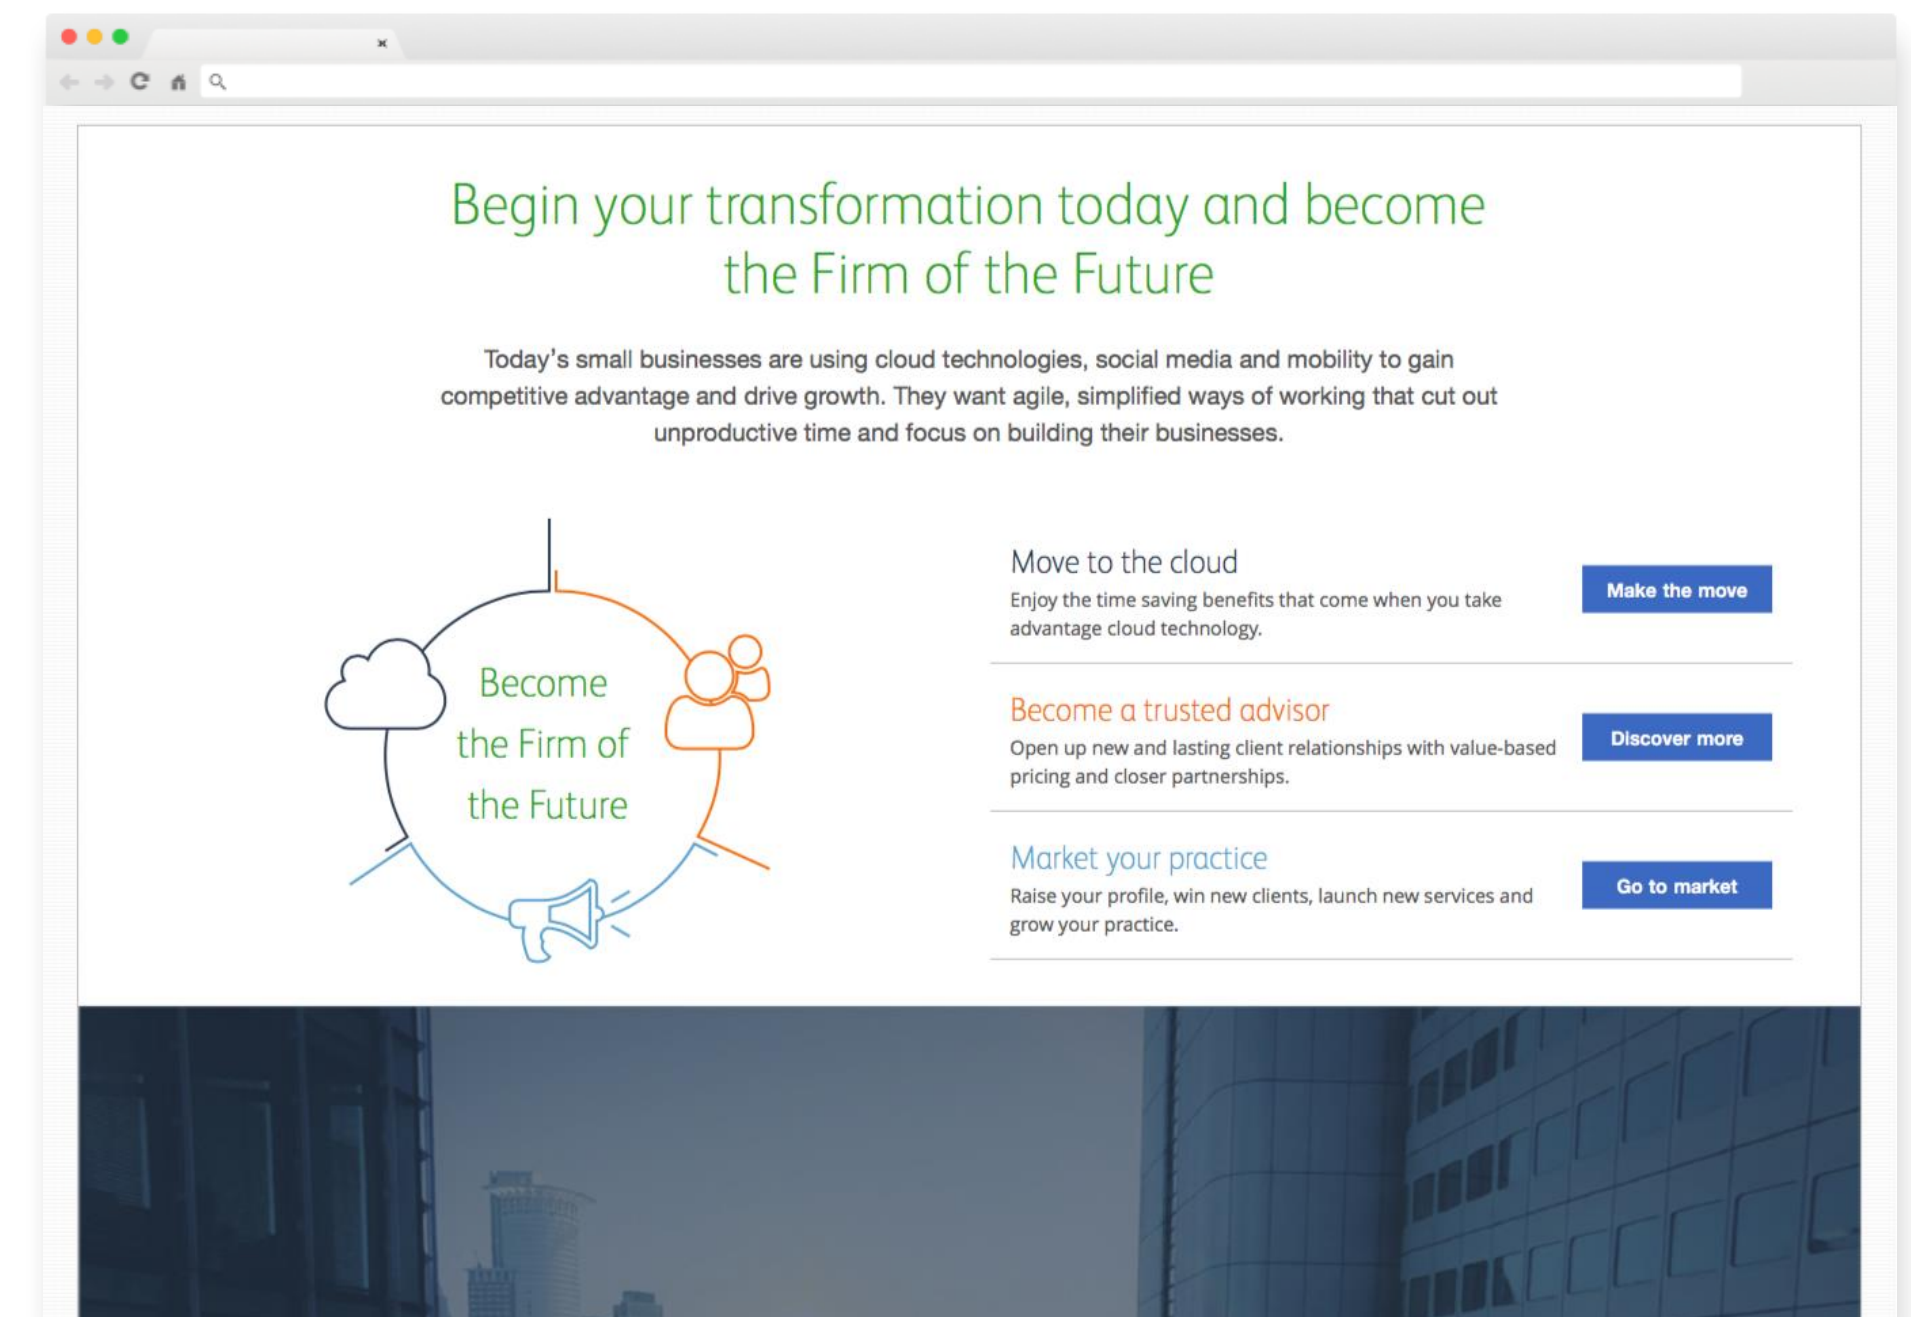 Begin your transformation today and become
the Firm of the Future
Today's small businesses are using cloud technologies, social media and mobility to gain
competitive advantage and drive growth. They want agile, simplified ways of working that cut out
unproductive time and focus on building their businesses.
Become
the Firm of
the Future
Move to the cloud
Enjoy the time saving benefits that come when you take
advantage cloud technology.
Make the move
Become a trusted advisor
Open up new and lasting client relationships with value-based
pricing and closer partnerships.
Discover more
Market your practice
Raise your profile, win new clients, launch new services and
grow your practice.
Go to market